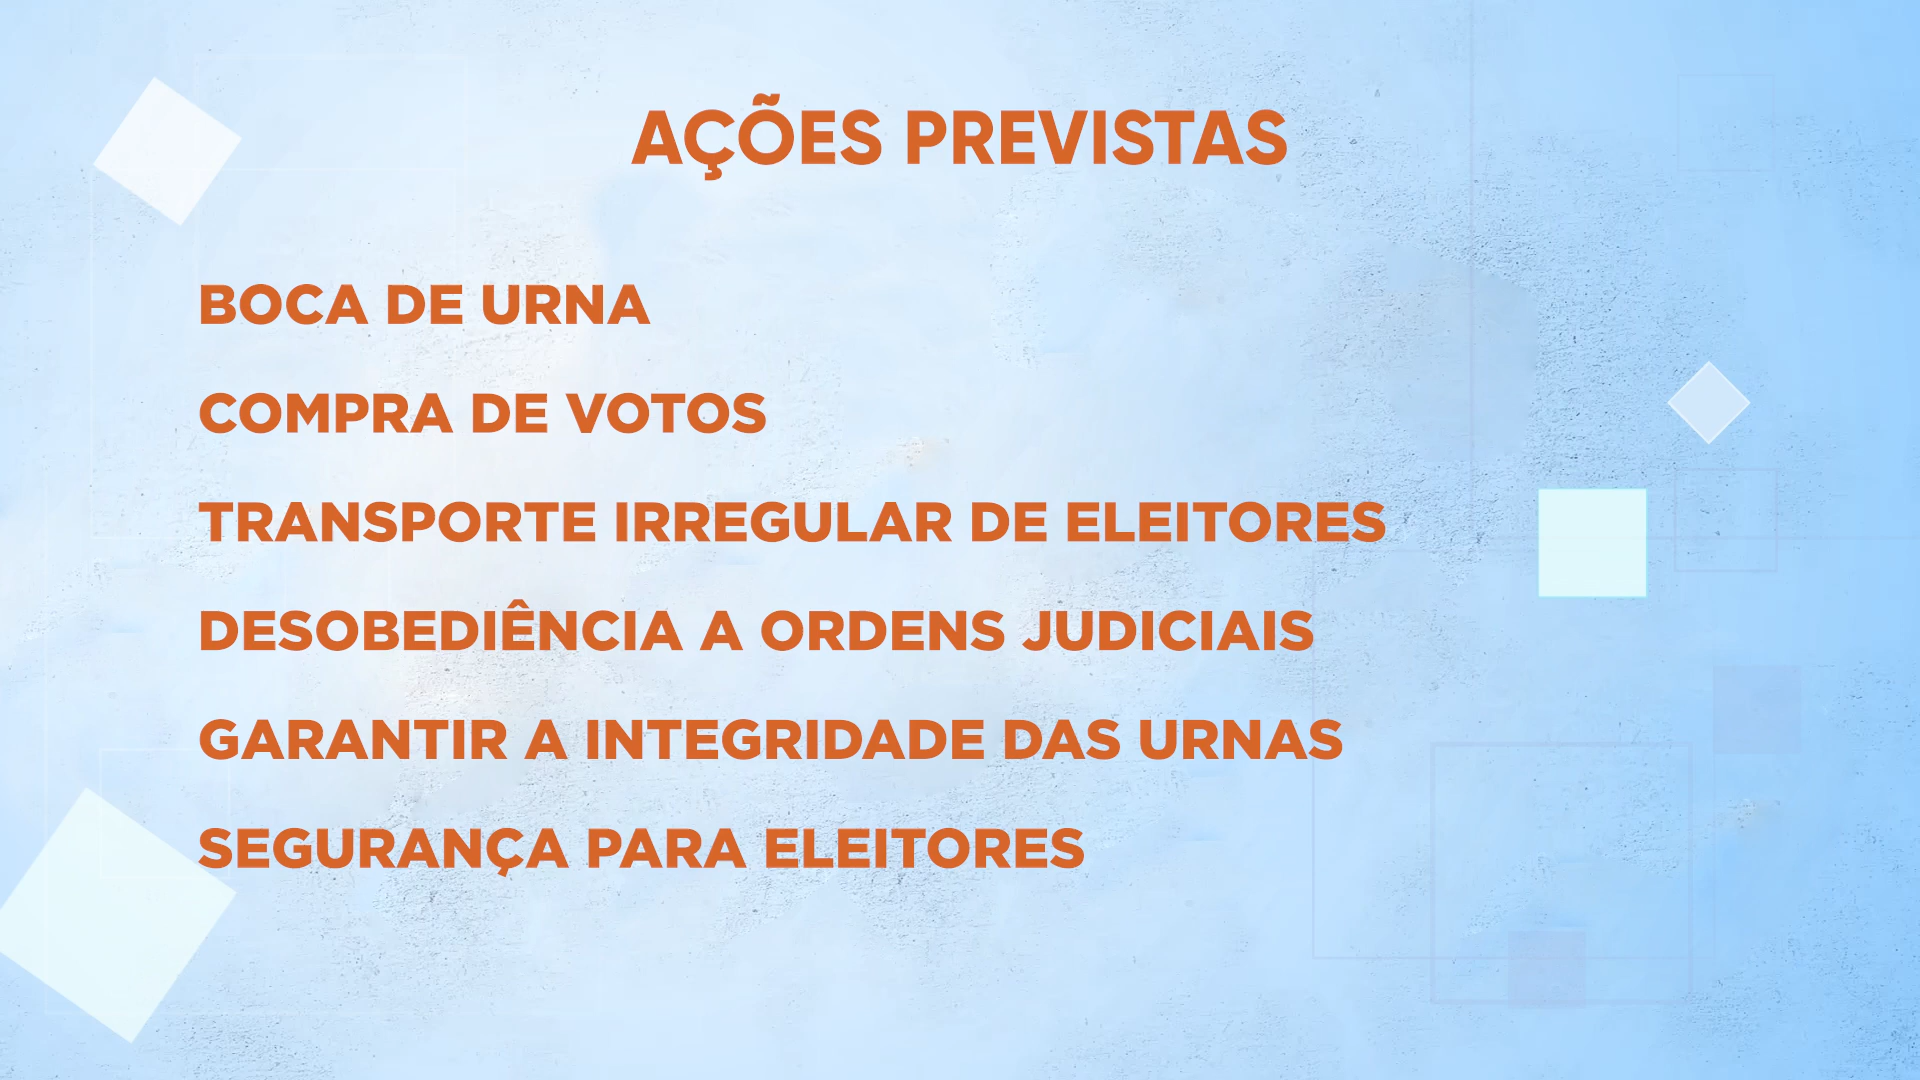 AÇÕES PREVISTAS
BOCA DE URNA
COMPRA DE VOTOS
TRANSPORTE IRREGULAR DE ELEITORES
DESOBEDIÊNCIA A ORDENS JUDICIAIS
GARANTIR A INTEGRIDADE DAS URNAS
SEGURANÇA PARA ELEITORES